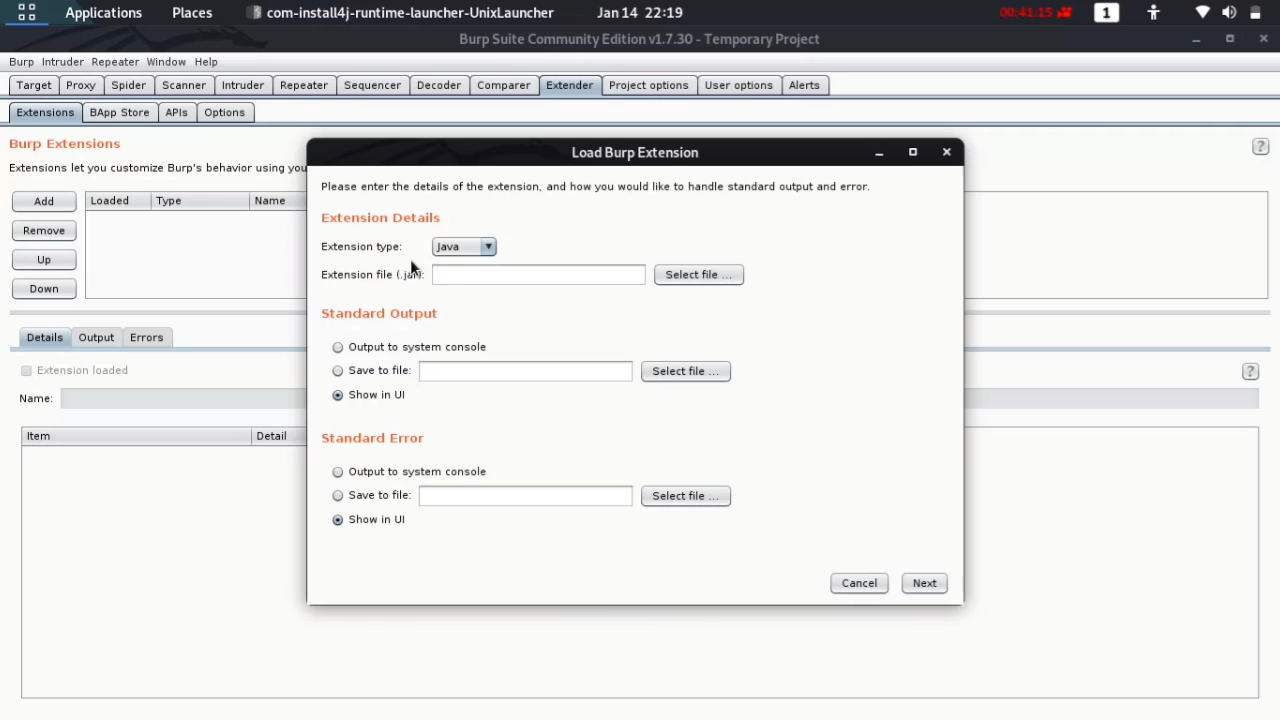 Applications Places com-install4j-runtime-launcher-UnixLauncher Jan 14 22:19 00:41:15 1
Burp Suite Community Edition v1.7.30 - Temporary Project
Burp Intruder Repeater Window Help
Target Proxy Spider Scanner Intruder Repeater Sequencer Decoder Comparer Extender Project options User options Alerts
Extensions BApp Store APIs Options
Burp Extensions
?
Extensions let you customize Burp's behavior using
Add
Remove
Up
Down
Loaded Type Name
Details Output Errors
Extension loaded
?
Name:
Item Detail
Load Burp Extension
Please enter the details of the extension, and how you would like to handle standard output and error.
Extension Details
Extension type: Java
Extension file (.jar): Select file ...
Standard Output
Output to system console
Save to file: Select file ...
Show in UI
Standard Error
Output to system console
Save to file: Select file ...
Show in UI
Cancel Next